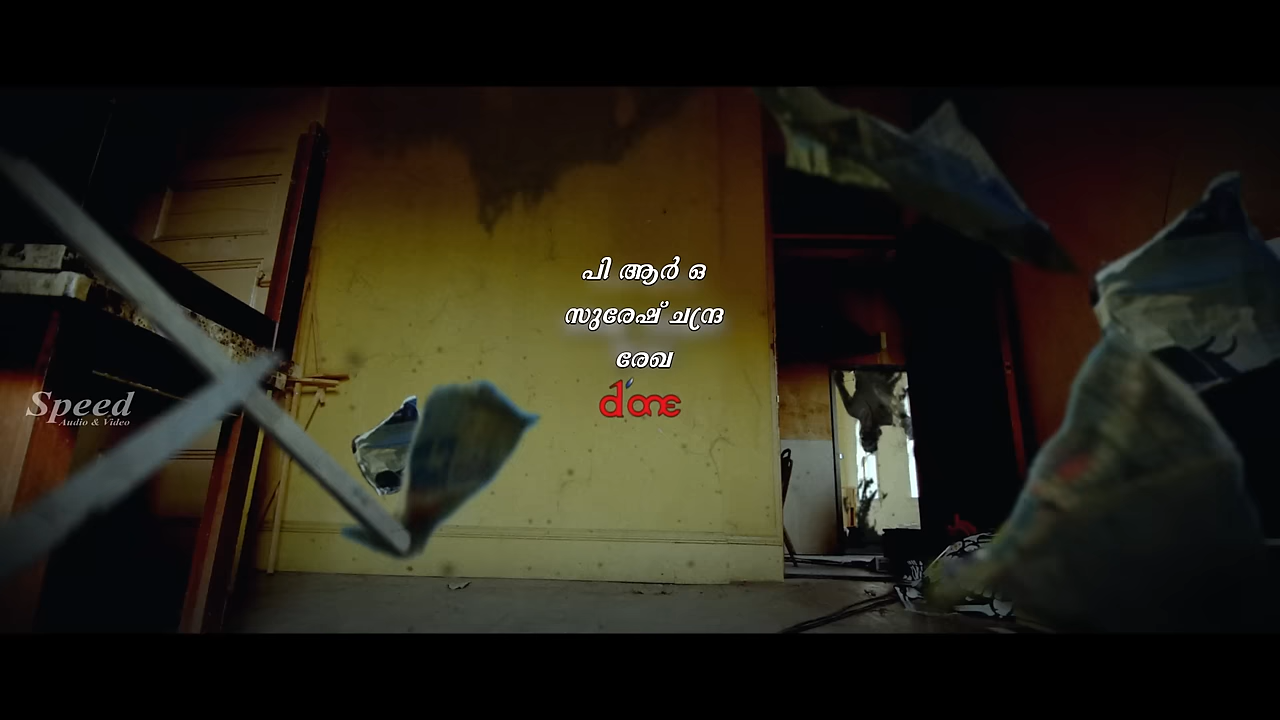 പി ആർ ഒ
സുരേഷ് ചന്ദ്ര
രേഖ
d'one
Speed
Audio & Video